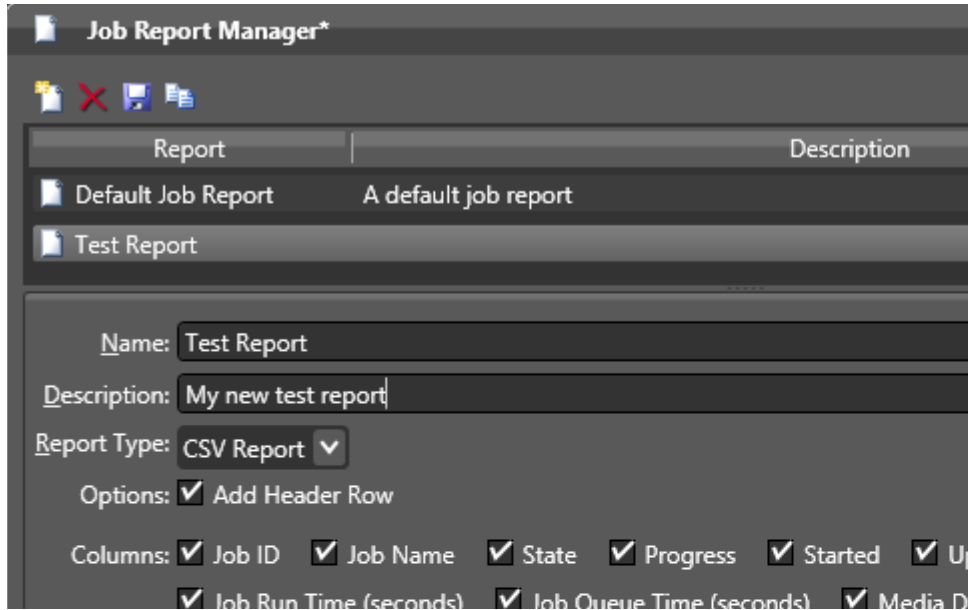 Job Report Manager*
Report Description
Default Job Report A default job report
Test Report
Name: Test Report
Description: My new test report
Report Type: CSV Report
Options: Add Header Row
Columns: Job ID Job Name State Progress Started
Job Run Time (seconds) Job Queue Time (seconds) Media